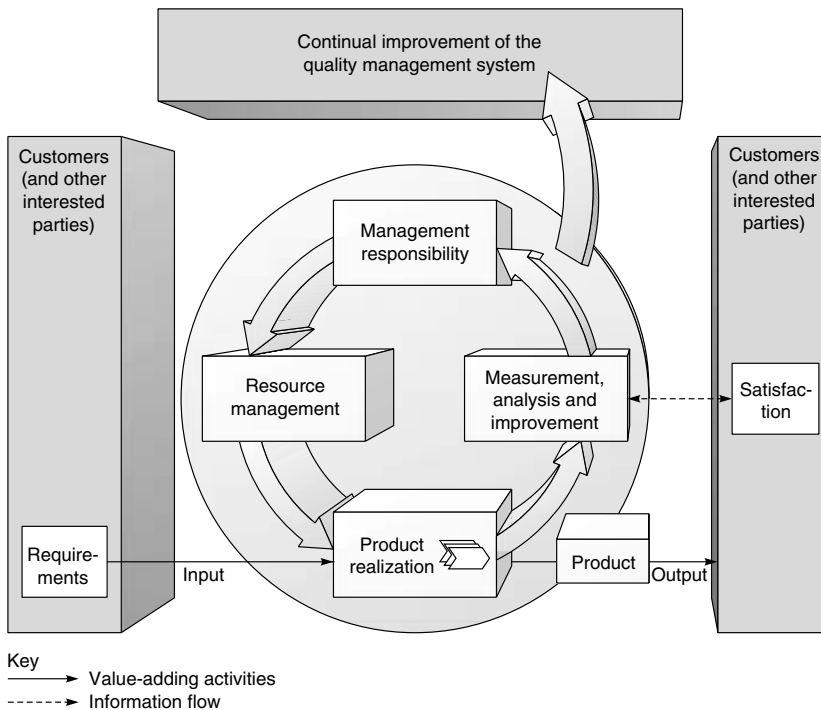 Continual improvement of the
quality management system
Customers
(and other
interested
parties)
Customers
(and other
interested
parties)
Management
responsibility
Resource
management
Measurement,
analysis and
improvement
Satisfac-
tion
Require-
ments
Input
Product
realization
Product
Output
Key
Value-adding activities
Information flow